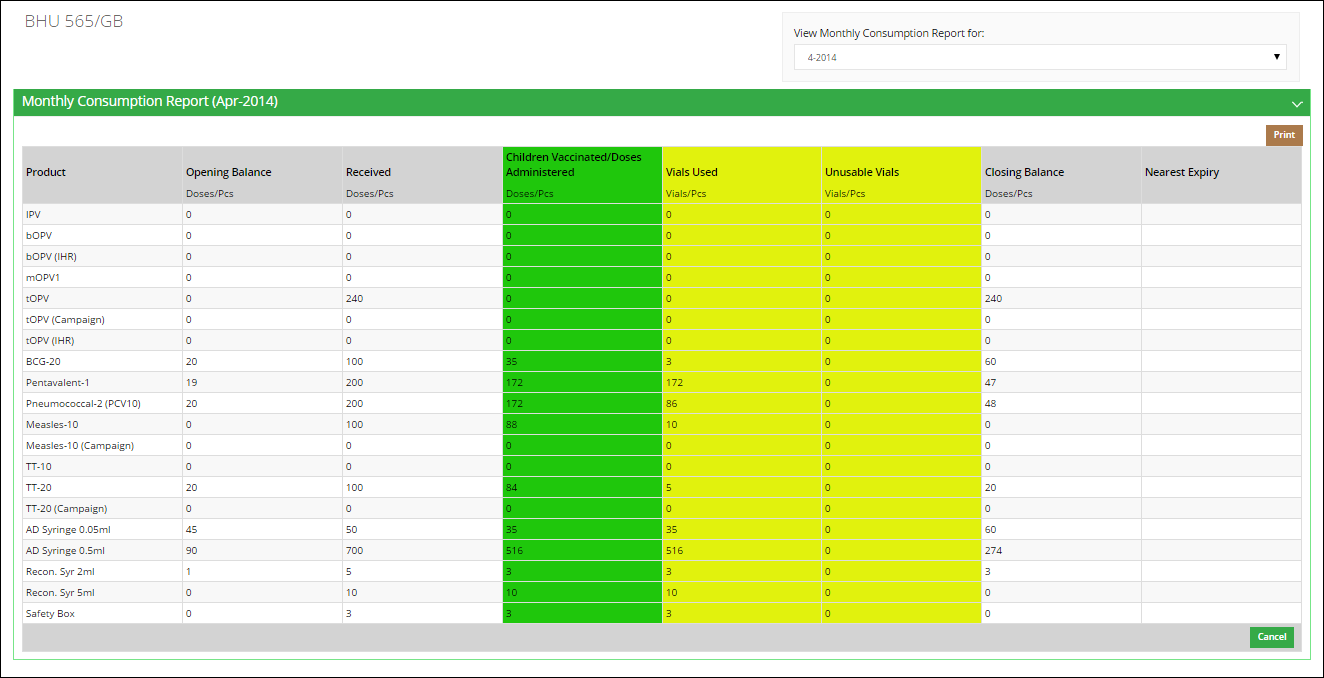 BHU 565/GB
View Monthly Consumption Report for:
4-2014
Monthly Consumption Report (Apr-2014)
Print
Product Opening Balance Received Children Vaccinated/Doses Administered Vials Used Unusable Vials Closing Balance Nearest Expiry
Doses/Pcs Doses/Pcs Doses/Pcs Vials/Pcs Vials/Pcs Doses/Pcs
IPV 0 0 0 0 0 0
bOPV 0 0 0 0 0 0
bOPV (IHR) 0 0 0 0 0 0
mOPV1 0 0 0 0 0 0
tOPV 0 240 0 0 0 240
tOPV (Campaign) 0 0 0 0 0 0
tOPV (IHR) 0 0 0 0 0 0
BCG-20 20 100 35 3 0 60
Pentavalent-1 19 200 172 172 0 47
Pneumococcal-2 (PCV10) 20 200 172 86 0 48
Measles-10 0 100 88 10 0 0
Measles-10 (Campaign) 0 0 0 0 0 0
TT-10 0 0 0 0 0 0
TT-20 20 100 84 5 0 20
TT-20 (Campaign) 0 0 0 0 0 0
AD Syringe 0.05ml 45 50 35 35 0 60
AD Syringe 0.5ml 90 700 516 516 0 274
Recon. Syr 2ml 1 5 3 3 0 3
Recon. Syr 5ml 0 10 10 10 0 0
Safety Box 0 3 3 3 0 0
Cancel